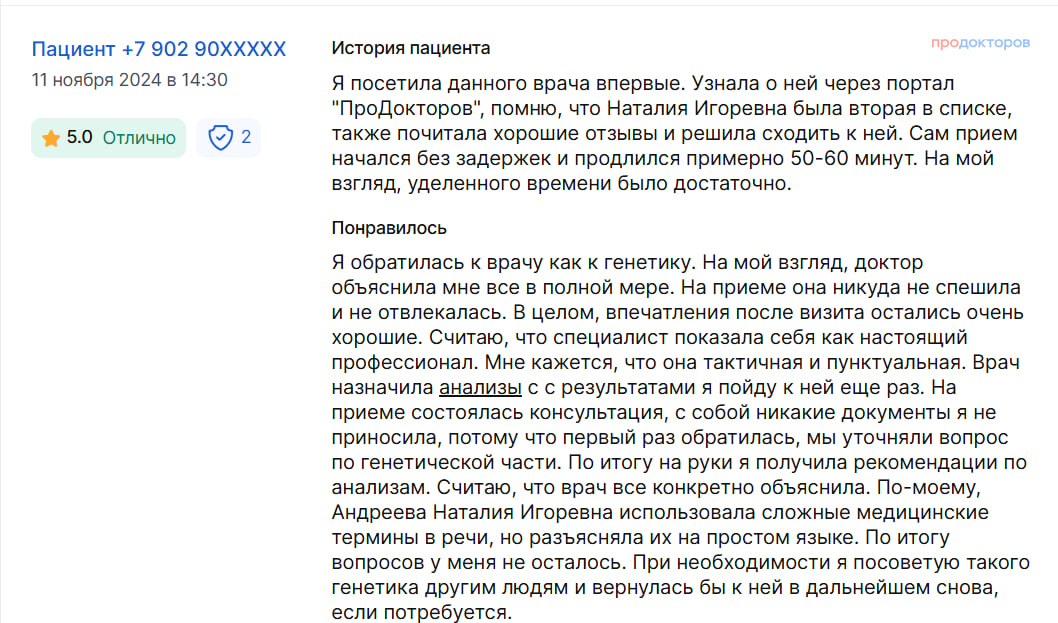 Пациент +7 902 90XXXXX
11 ноября 2024 в 14:30
5.0 Отлично
2
История пациента
продокторов
Я посетила данного врача впервые. Узнала о ней через портал
"ПроДокторов", помню, что Наталия Игоревна была вторая в списке,
также почитала хорошие отзывы и решила сходить к ней. Сам прием
начался без задержек и продлился примерно 50-60 минут. На мой
взгляд, уделенного времени было достаточно.
Понравилось
Я обратилась к врачу как к генетику. На мой взгляд, доктор
объяснила мне все в полной мере. На приеме она никуда не спешила
и не отвлекалась. В целом, впечатления после визита остались очень
хорошие. Считаю, что специалист показала себя как настоящий
профессионал. Мне кажется, что она тактичная и пунктуальная. Врач
назначила анализы с с результатами я пойду к ней еще раз. На
приеме состоялась консультация, с собой никакие документы я не
приносила, потому что первый раз обратилась, мы уточняли вопрос
по генетической части. По итогу на руки я получила рекомендации по
анализам. Считаю, что врач все конкретно объяснила. По-моему,
Андреева Наталия Игоревна использовала сложные медицинские
термины в речи, но разъясняла их на простом языке. По итогу
вопросов у меня не осталось. При необходимости я посоветую такого
генетика другим людям и вернулась бы к ней в дальнейшем снова,
если потребуется.